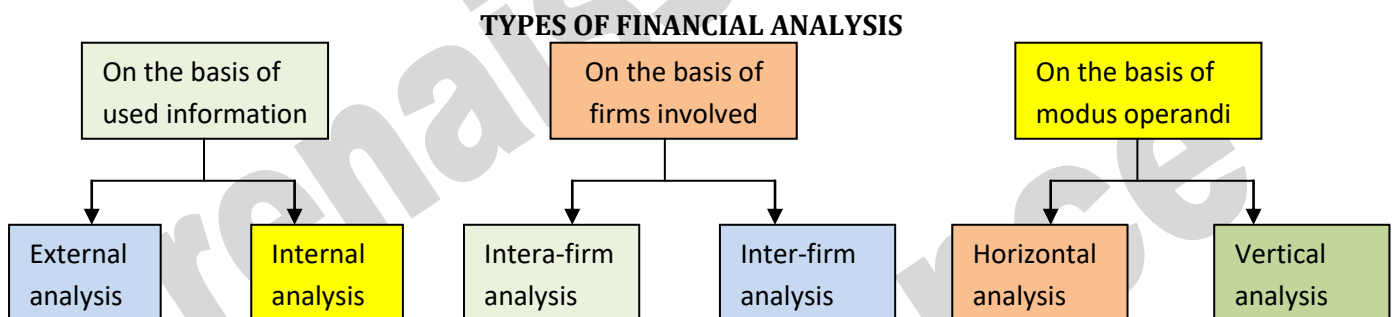 TYPES OF FINANCIAL ANALYSIS
On the basis of
used information
On the basis of
firms involved
On the basis of
modus operandi
External
analysis
Internal
analysis
Intera-firm
analysis
Inter-firm
analysis
Horizontal
analysis
Vertical
analysis